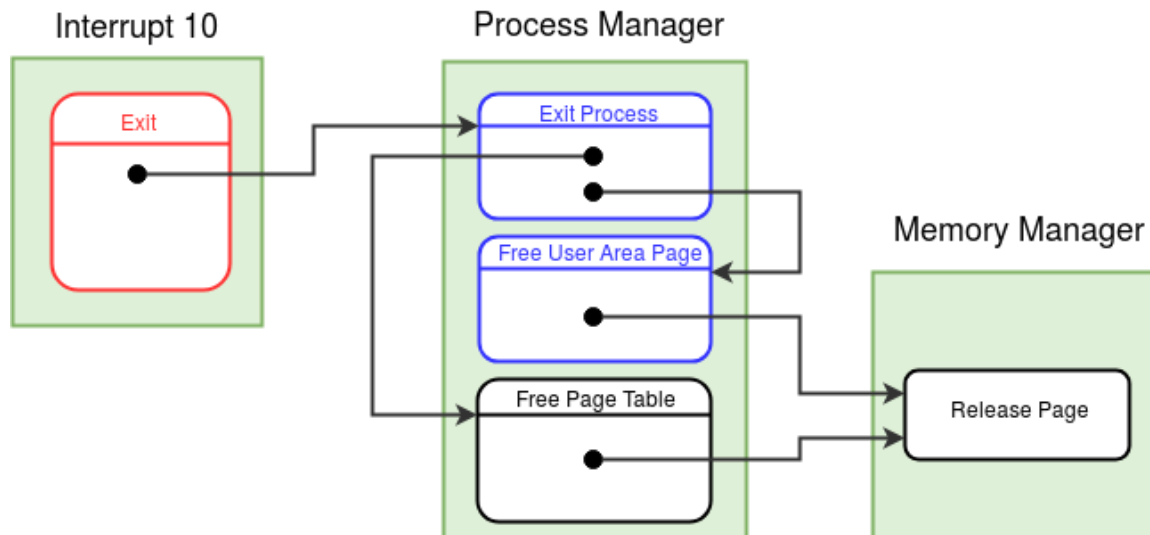 Interrupt 10
Process Manager
Exit
Exit Process
Free User Area Page
Memory Manager
Free Page Table
Release Page